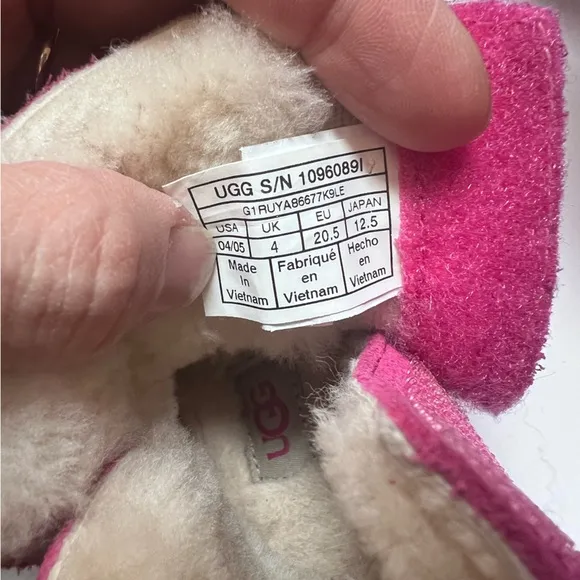 UGG S/N 1096089I
G1RUYA86677K9LE
USA UK EU JAPAN
04/05 4 20.5 12.5
Made In Vietnam
Fabriqué en Vietnam
Hecho en Vietnam
UGG